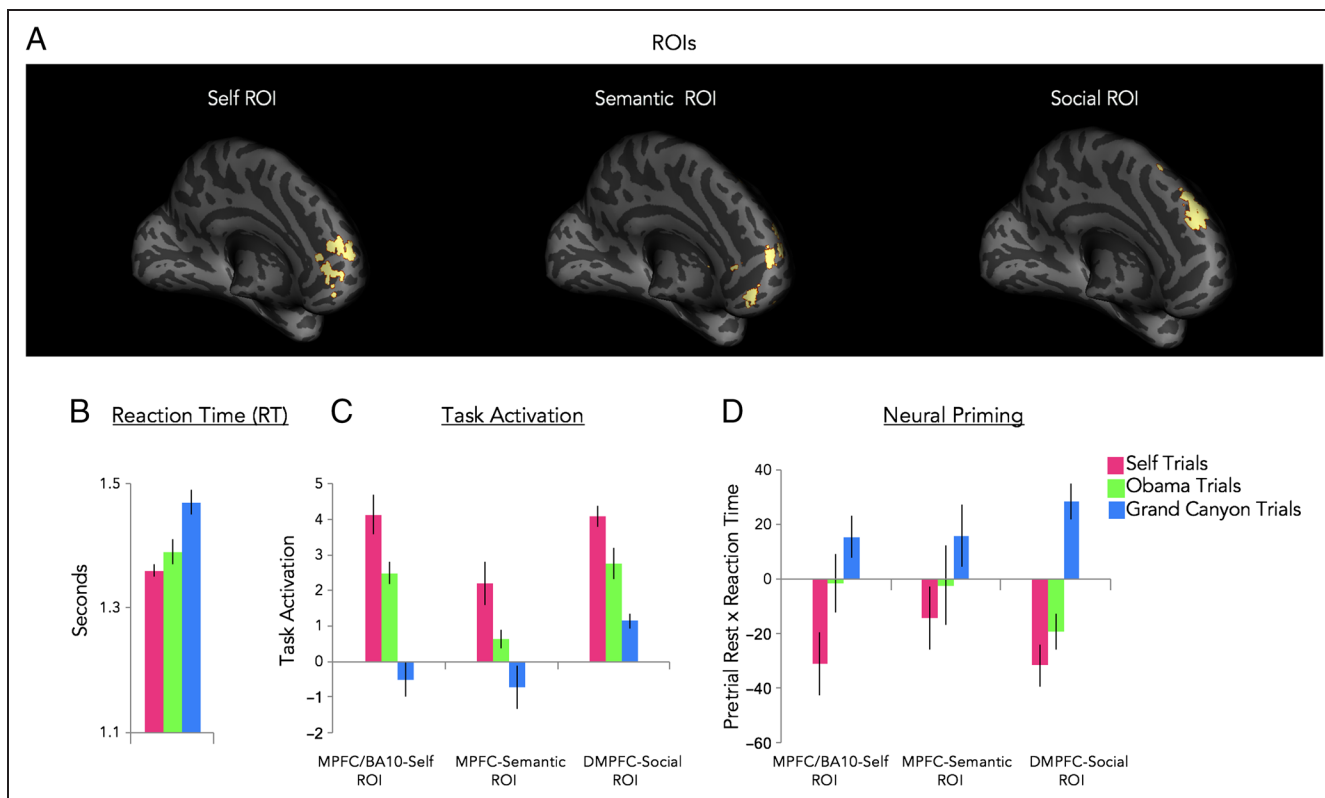 A
ROIs
Self ROI
Semantic ROI
Social ROI
B
Reaction Time (RT)
Seconds
1.5
1.3
1.1
C
Task Activation
Task Activation
5
4
3
2
1
0
−1
−2
MPFC/BA10-Self
ROI
MPFC-Semantic
ROI
DMPFC-Social
ROI
D
Neural Priming
Pretrial Rest x Reaction Time
40
20
0
−20
−40
−60
MPFC/BA10-Self
ROI
MPFC-Semantic
ROI
DMPFC-Social
ROI
Self Trials
Obama Trials
Grand Canyon Trials